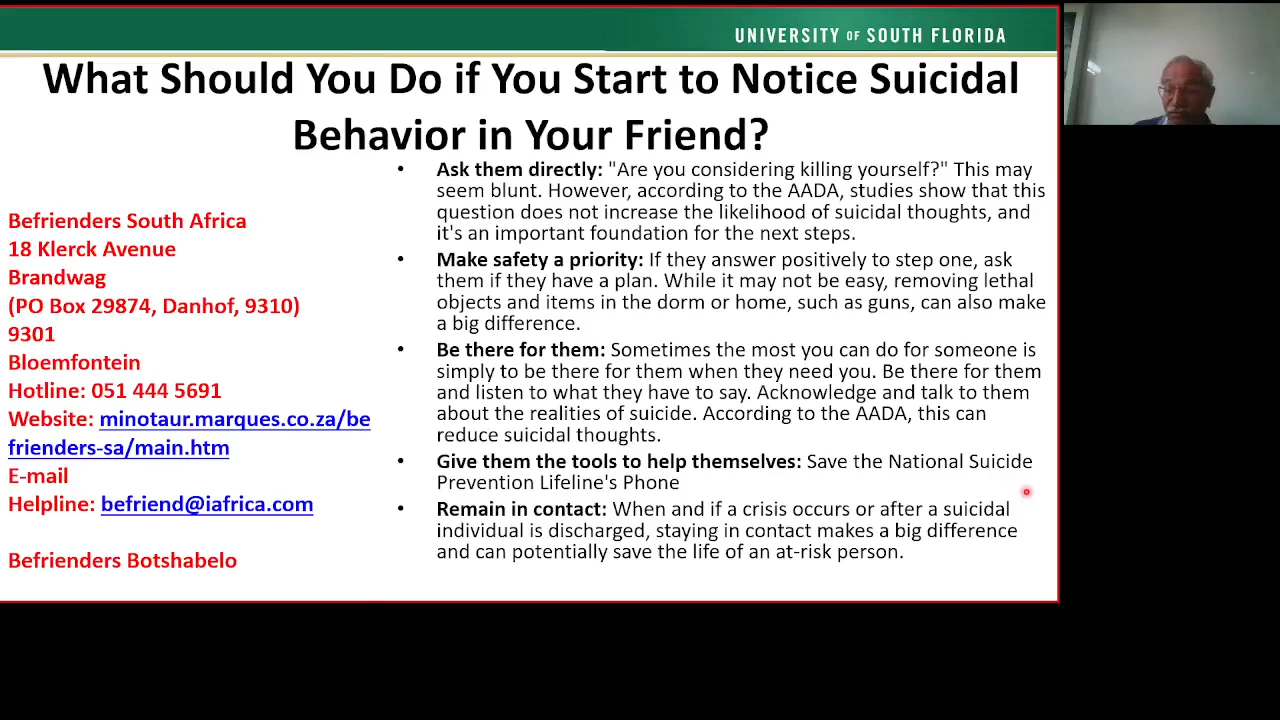 UNIVERSITY OF SOUTH FLORIDA
What Should You Do if You Start to Notice Suicidal
Behavior in Your Friend?
Befrienders South Africa
18 Klerck Avenue
Brandwag
(PO Box 29874, Danhof, 9310)
9301
Bloemfontein
Hotline: 051 444 5691
Website: minotaur.marques.co.za/be
frienders-sa/main.htm
E-mail
Helpline: befriend@iafrica.com
Befrienders Botshabelo
• Ask them directly: "Are you considering killing yourself?" This may
seem blunt. However, according to the AADA, studies show that this
question does not increase the likelihood of suicidal thoughts, and
it's an important foundation for the next steps.
• Make safety a priority: If they answer positively to step one, ask
them if they have a plan. While it may not be easy, removing lethal
objects and items in the dorm or home, such as guns, can also make
a big difference.
• Be there for them: Sometimes the most you can do for someone is
simply to be there for them when they need you. Be there for them
and listen to what they have to say. Acknowledge and talk to them
about the realities of suicide. According to the AADA, this can
reduce suicidal thoughts.
• Give them the tools to help themselves: Save the National Suicide
Prevention Lifeline's Phone
• Remain in contact: When and if a crisis occurs or after a suicidal
individual is discharged, staying in contact makes a big difference
and can potentially save the life of an at-risk person.